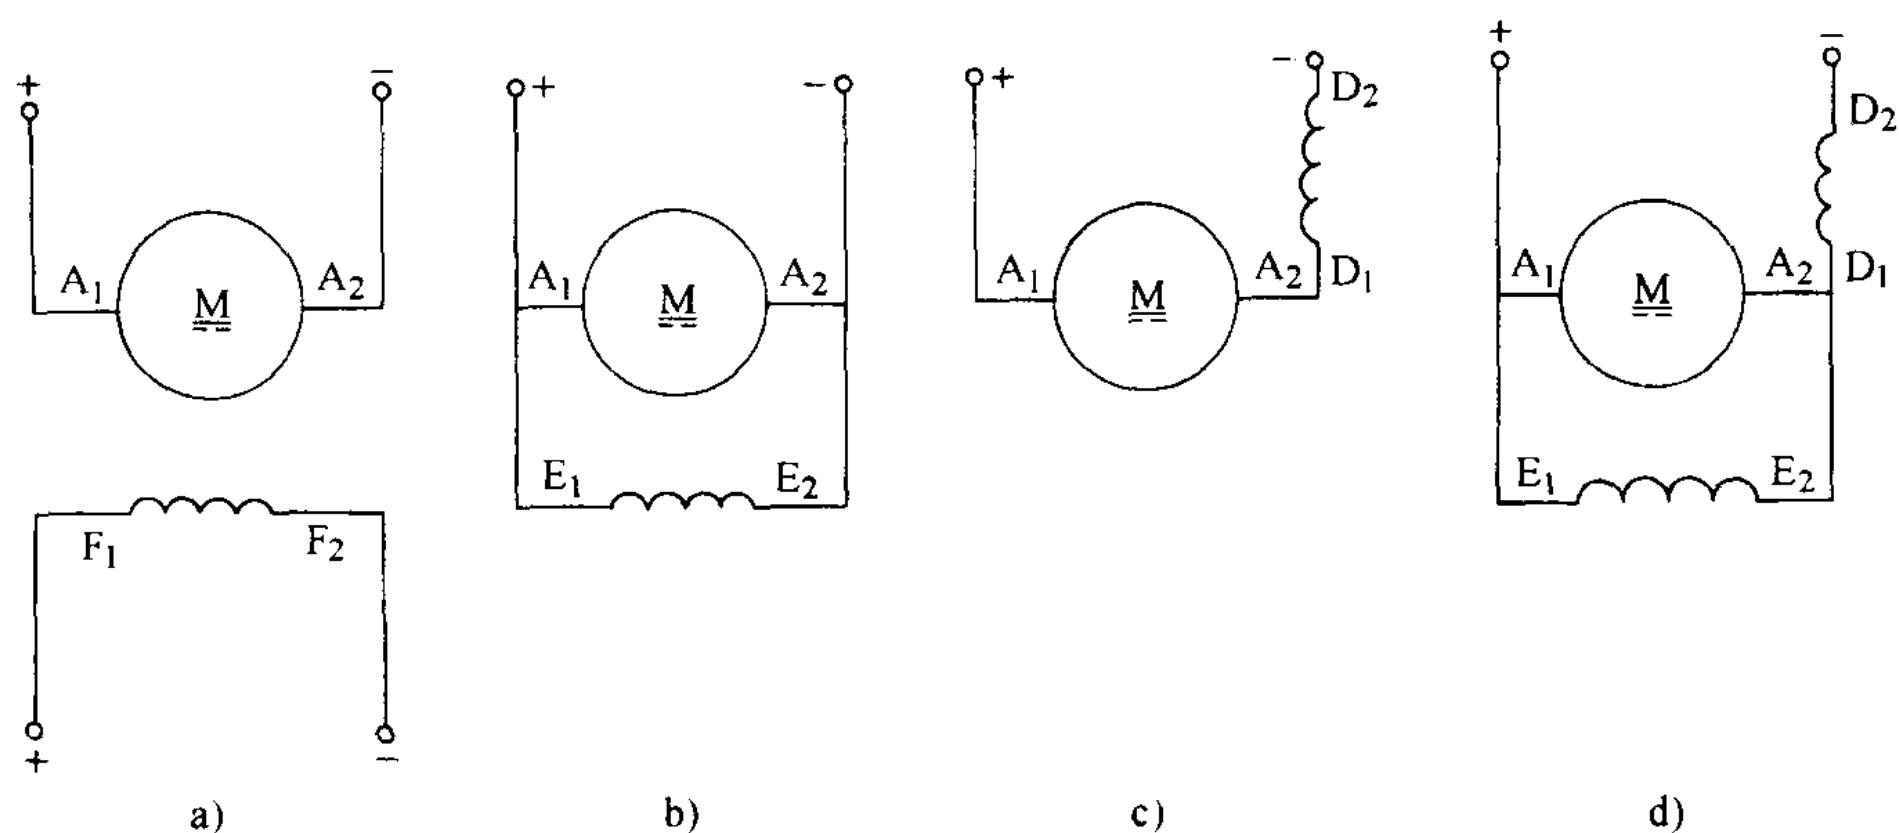 + −
A₁ M A₂
F₁ F₂
+ −
a)
+ −
A₁ M A₂
E₁ E₂
b)
+ − D₂
A₁ M A₂ D₁
c)
+ −
D₂
A₁ M A₂ D₁
E₁ E₂
d)